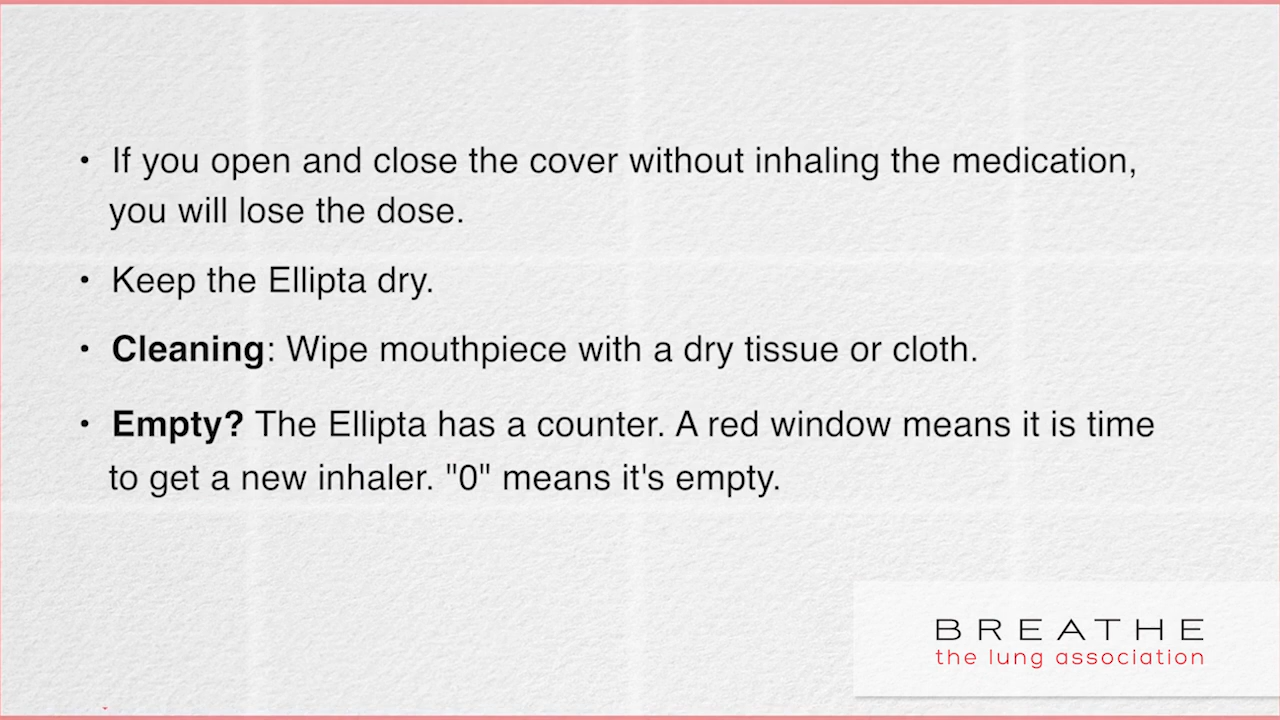 • If you open and close the cover without inhaling the medication,
you will lose the dose.
• Keep the Ellipta dry.
• Cleaning: Wipe mouthpiece with a dry tissue or cloth.
• Empty? The Ellipta has a counter. A red window means it is time
to get a new inhaler. "0" means it's empty.
BREATHE
the lung association